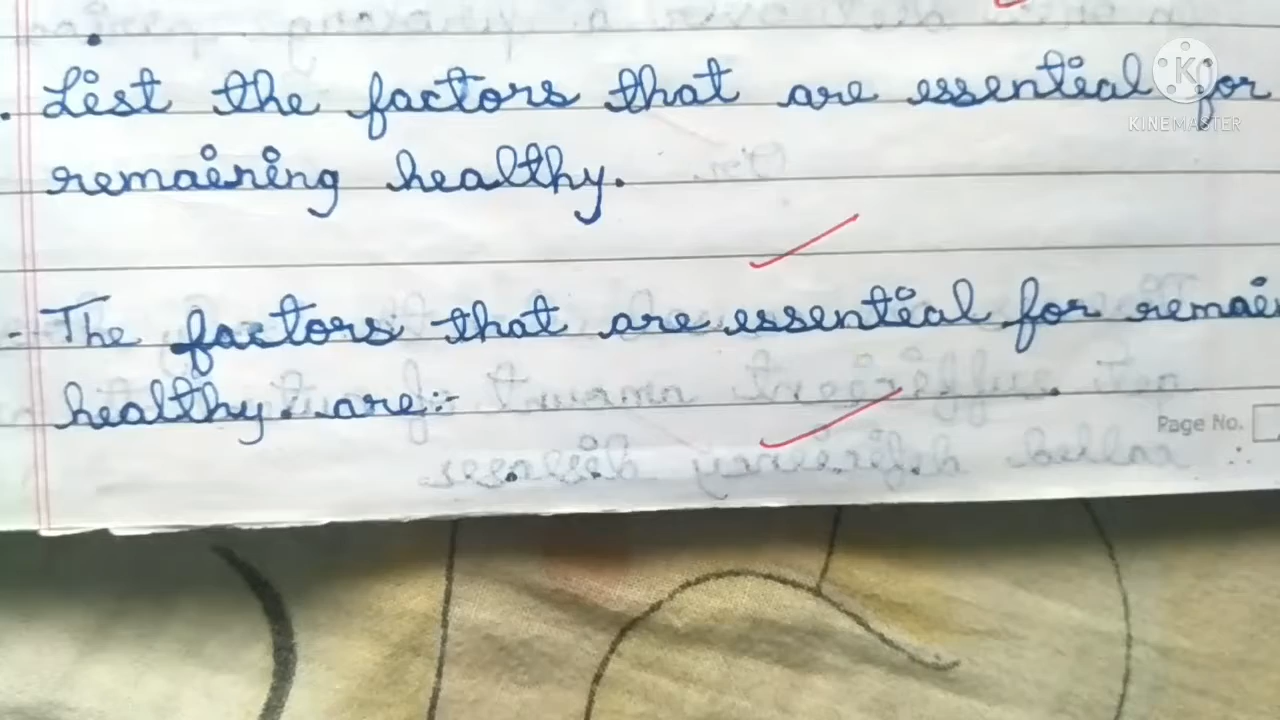 . List the factors that are essential for
remaining healthy.
- The factors that are essential for remai
healthy are:-
Page No.
KINEMASTER